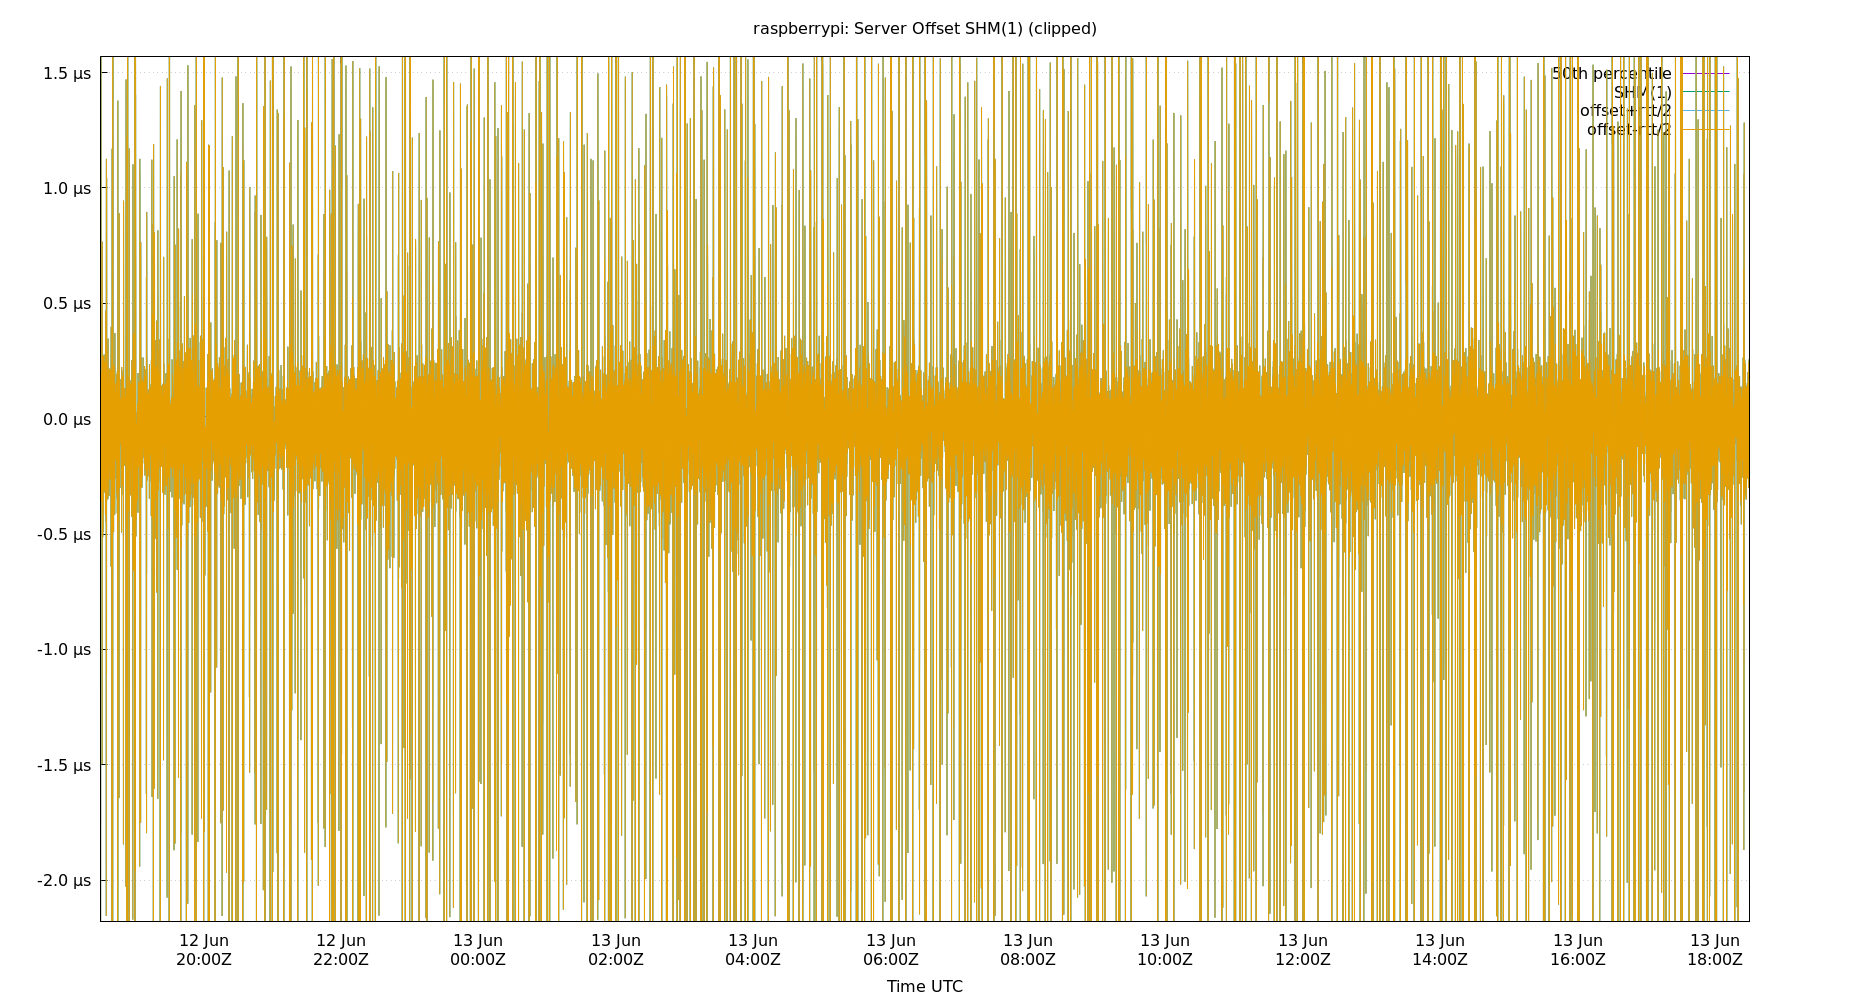 raspberrypi: Server Offset SHM(1) (clipped)
50th percentile
SHM(1)
offset+rtt/2
offset-rtt/2
1.5 μs
1.0 μs
0.5 μs
0.0 μs
-0.5 μs
-1.0 μs
-1.5 μs
-2.0 μs
12 Jun 12 Jun 13 Jun 13 Jun 13 Jun 13 Jun 13 Jun 13 Jun 13 Jun 13 Jun 13 Jun 13 Jun
20:00Z 22:00Z 00:00Z 02:00Z 04:00Z 06:00Z 08:00Z 10:00Z 12:00Z 14:00Z 16:00Z 18:00Z
Time UTC